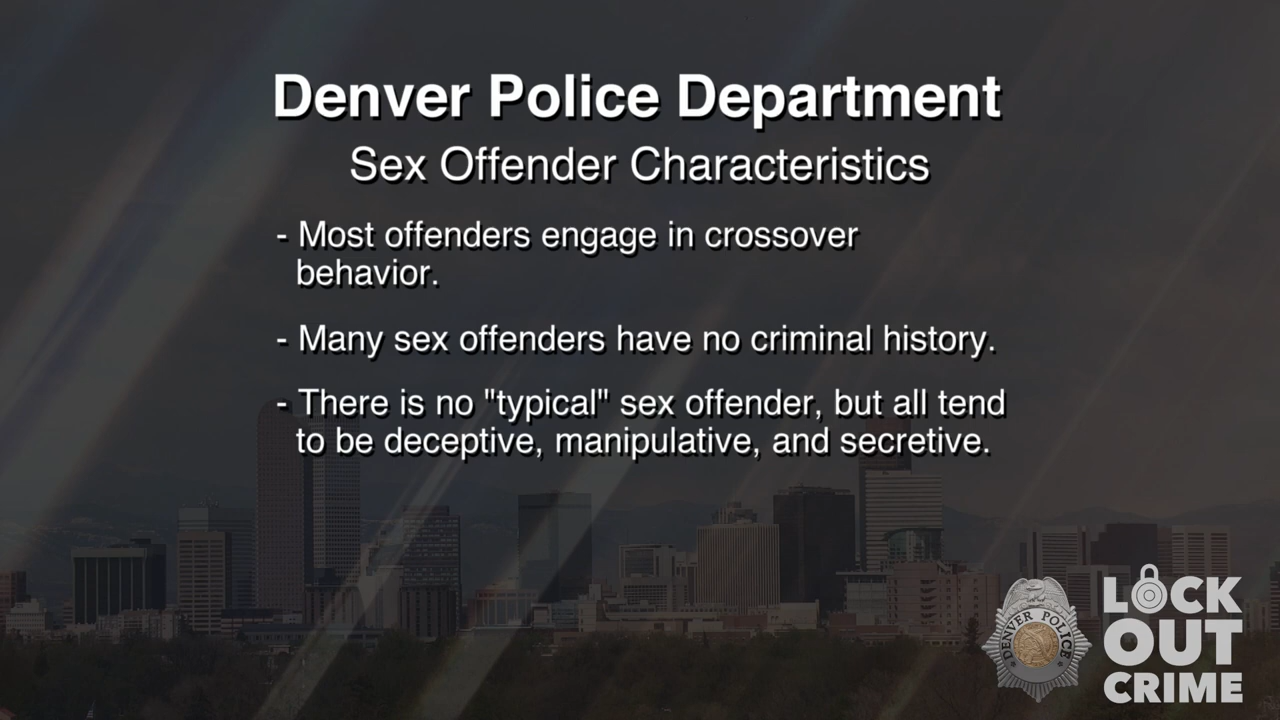 Denver Police Department
Sex Offender Characteristics
- Most offenders engage in crossover
behavior.
- Many sex offenders have no criminal history.
- There is no "typical" sex offender, but all tend
to be deceptive, manipulative, and secretive.
DENVER POLICE
LOCK
OUT
CRIME